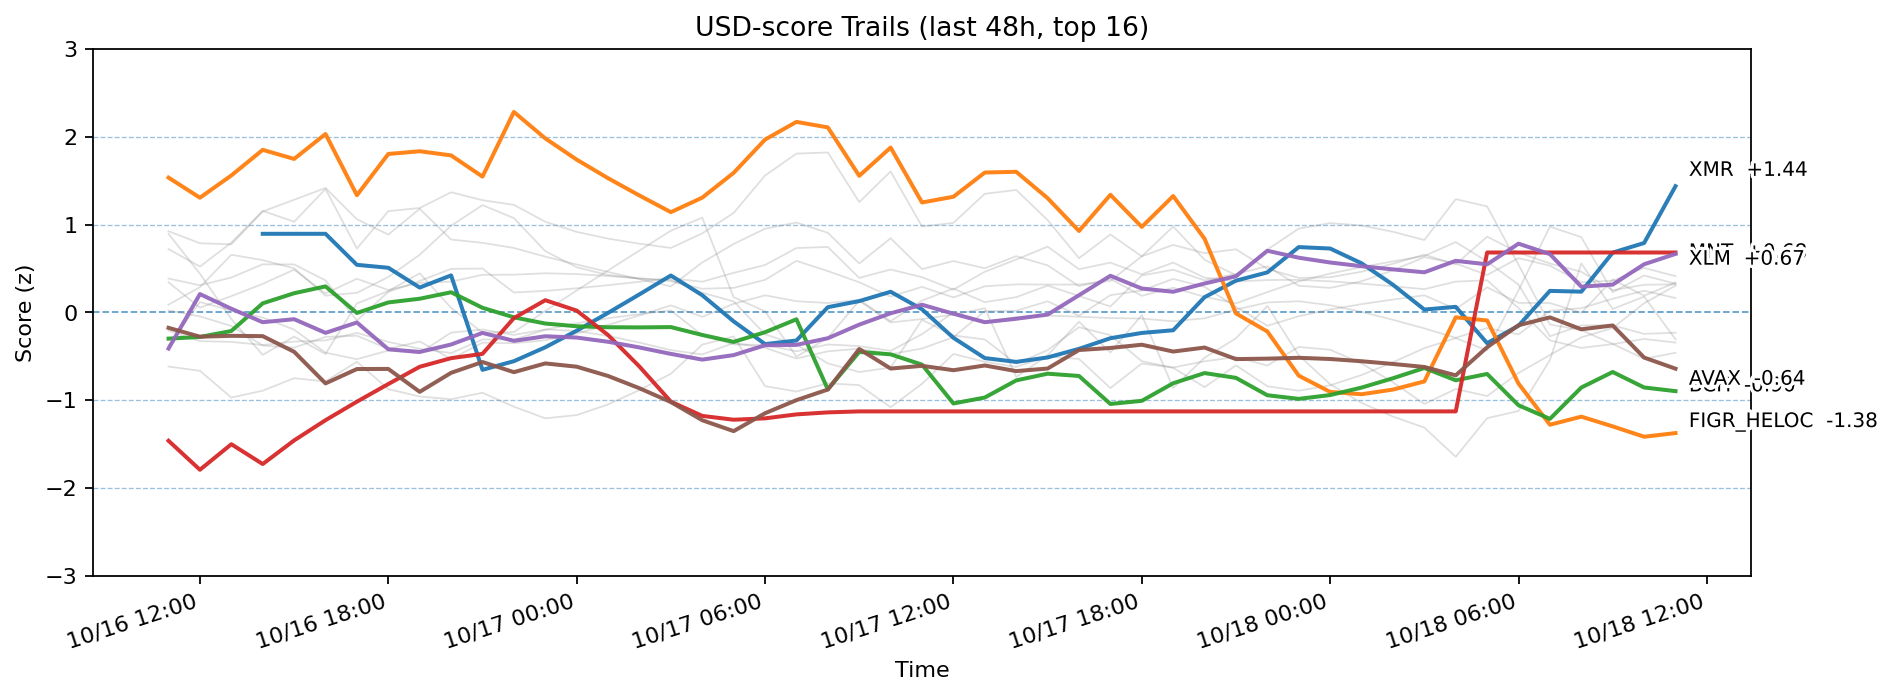 USD-score Trails (last 48h, top 16)
Score (z)
3
2
1
0
−1
−2
−3
XMR +1.44
XLM +0.67
AVAX -0.64
FIGR_HELOC -1.38
10/16 12:00
10/16 18:00
10/17 00:00
10/17 06:00
10/17 12:00
10/17 18:00
10/18 00:00
10/18 06:00
10/18 12:00
Time